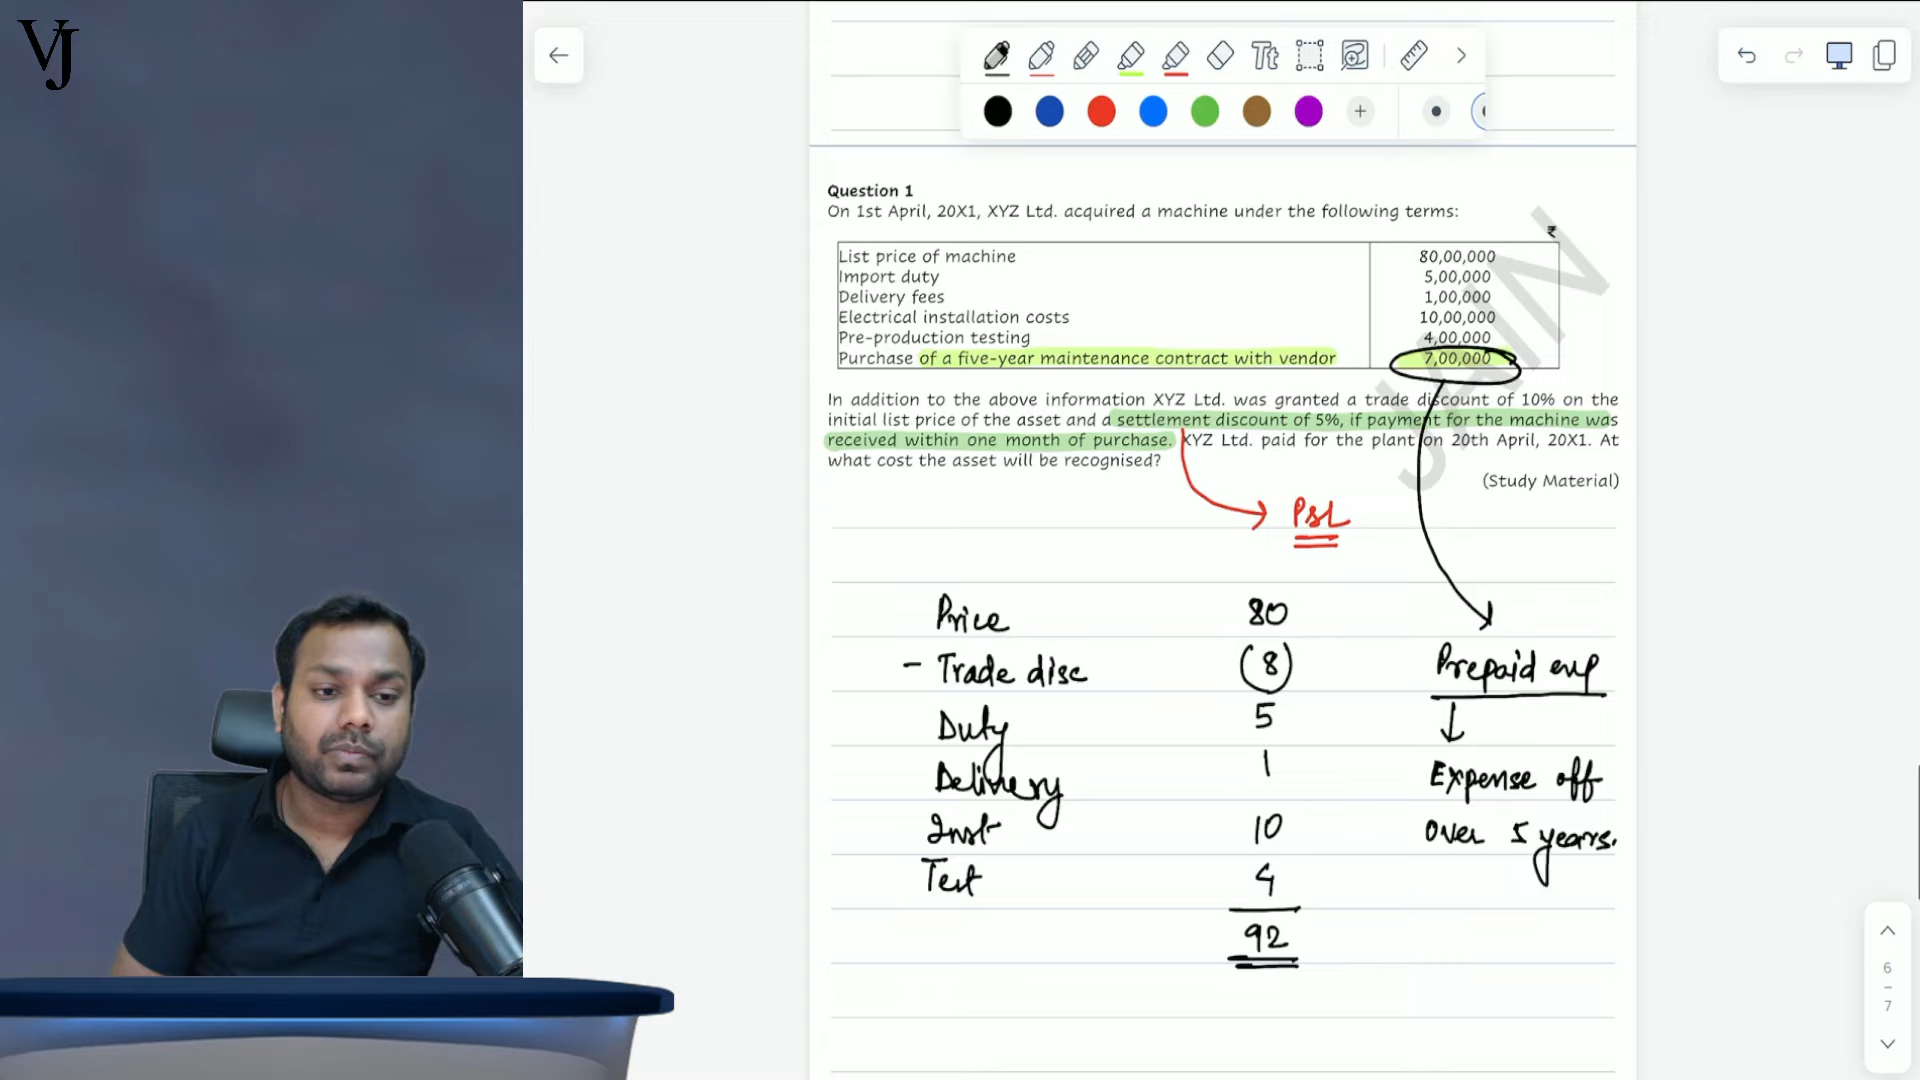 VJ
Tt
Question 1
On 1st April, 20X1, XYZ Ltd. acquired a machine under the following terms:
₹
List price of machine 80,00,000
Import duty 5,00,000
Delivery fees 1,00,000
Electrical installation costs 10,00,000
Pre-production testing 4,00,000
Purchase of a five-year maintenance contract with vendor 7,00,000
In addition to the above information XYZ Ltd. was granted a trade discount of 10% on the
initial list price of the asset and a settlement discount of 5%, if payment for the machine was
received within one month of purchase. XYZ Ltd. paid for the plant on 20th April, 20X1. At
what cost the asset will be recognised?
(Study Material)
JAIN
P&L
Price 80
- Trade disc (8)
Duty 5
Delivery 1
Inst 10
Test 4
92
Prepaid exp
Expense off
over 5 years.
6
-
7